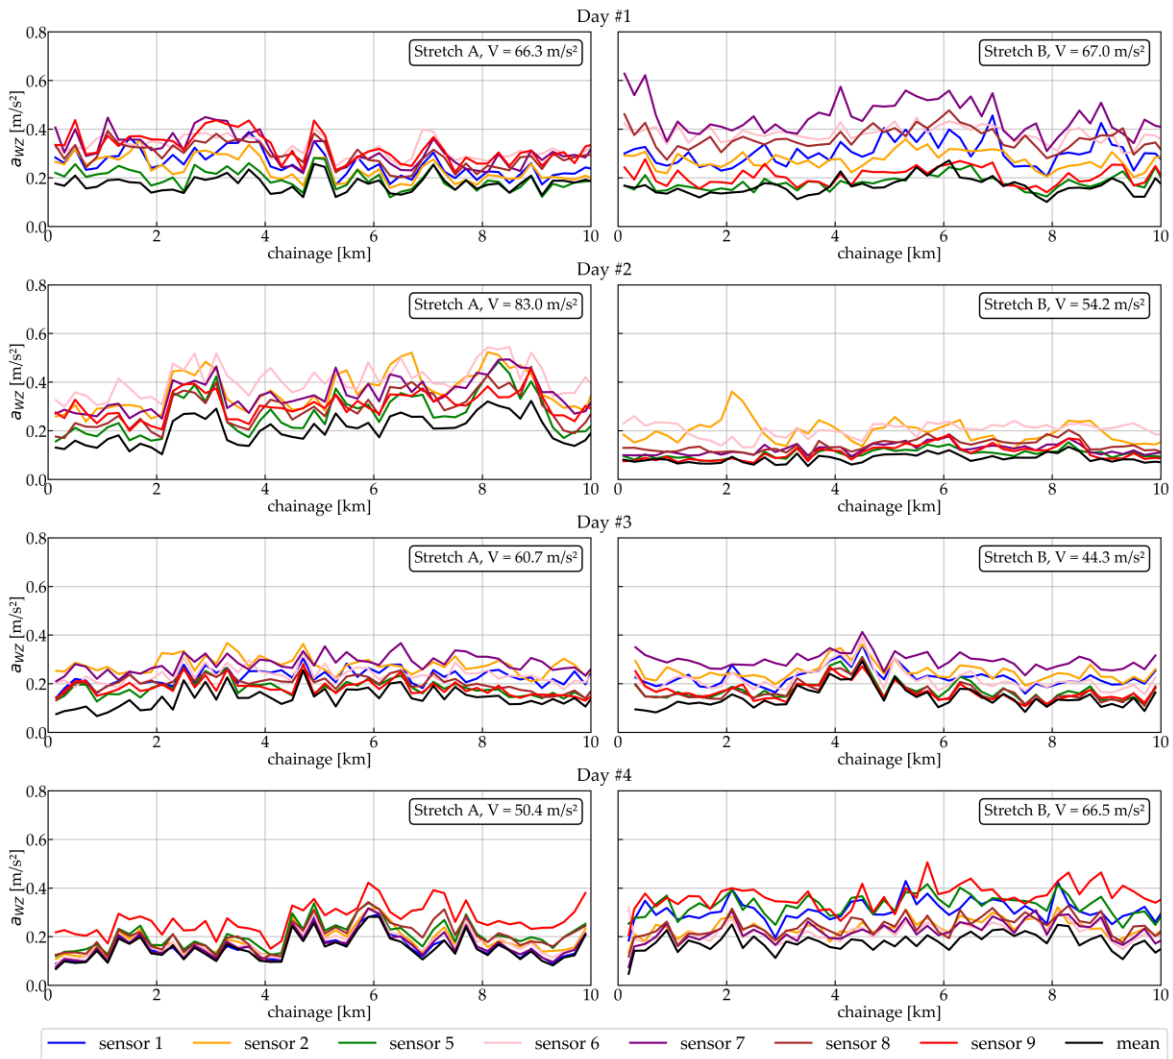 Day #1
Stretch A, V = 66.3 m/s²
Stretch B, V = 67.0 m/s²
a_WZ [m/s²]
0.8
0.6
0.4
0.2
0.0
0 2 4 6 8 10
0 2 4 6 8 10
chainage [km]
chainage [km]
Day #2
Stretch A, V = 83.0 m/s²
Stretch B, V = 54.2 m/s²
a_WZ [m/s²]
0.8
0.6
0.4
0.2
0.0
0 2 4 6 8 10
0 2 4 6 8 10
chainage [km]
chainage [km]
Day #3
Stretch A, V = 60.7 m/s²
Stretch B, V = 44.3 m/s²
a_WZ [m/s²]
0.8
0.6
0.4
0.2
0.0
0 2 4 6 8 10
0 2 4 6 8 10
chainage [km]
chainage [km]
Day #4
Stretch A, V = 50.4 m/s²
Stretch B, V = 66.5 m/s²
a_WZ [m/s²]
0.8
0.6
0.4
0.2
0.0
0 2 4 6 8 10
0 2 4 6 8 10
chainage [km]
chainage [km]
sensor 1 sensor 2 sensor 5 sensor 6 sensor 7 sensor 8 sensor 9 mean